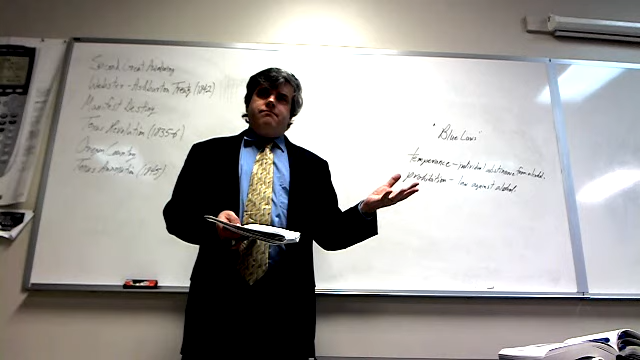 Second Great Awakening
Webster-Ashburton Treaty (1842)
Manifest Destiny
Texas Revolution (1835-6)
Oregon Country
Texas Annexation (1845)
"Blue Laws"
temperance - individual abstinence from alcohol.
prohibition - law against alcohol.